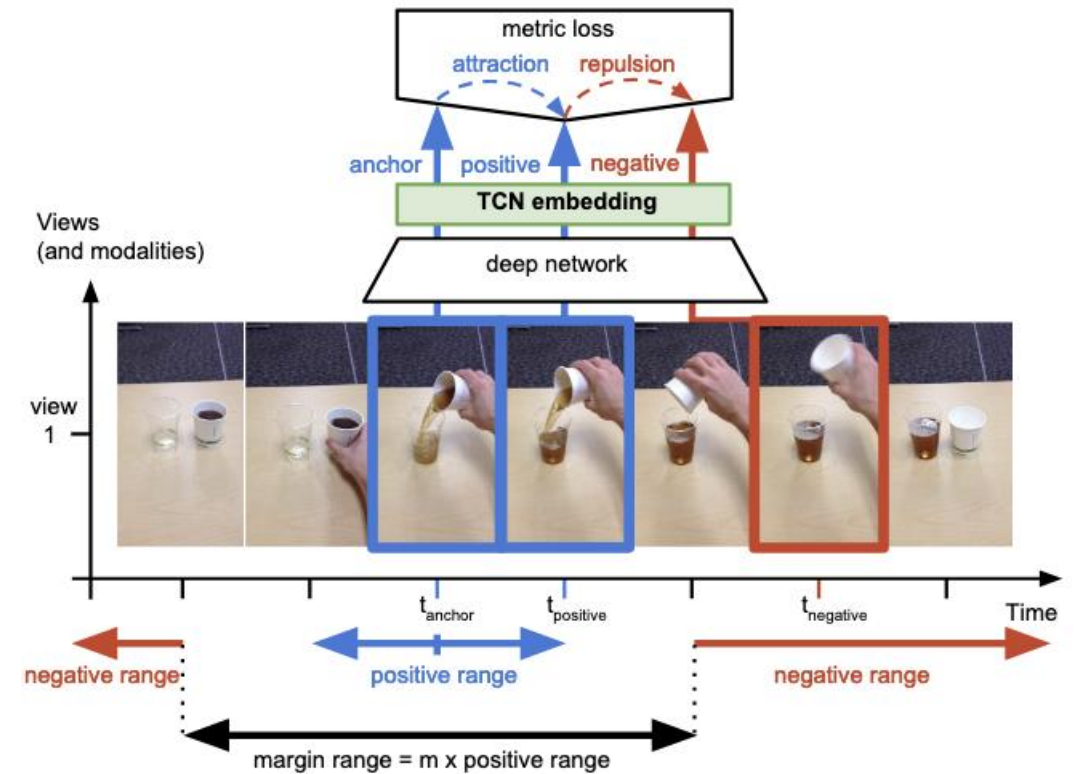 metric loss
attraction
repulsion
anchor
positive
negative
TCN embedding
Views
(and modalities)
deep network
view
1
t_anchor
t_positive
t_negative
Time
negative range
positive range
negative range
margin range = m x positive range